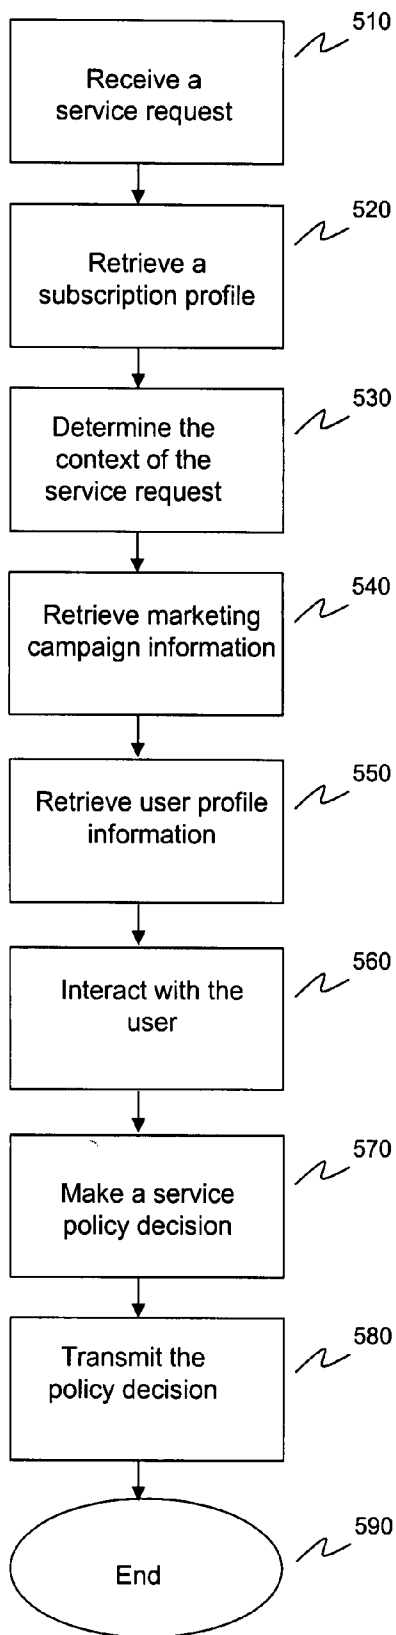 510
Receive a
service request
520
Retrieve a
subscription profile
530
Determine the
context of the
service request
540
Retrieve marketing
campaign information
550
Retrieve user profile
information
560
Interact with the
user
570
Make a service
policy decision
580
Transmit the
policy decision
590
End